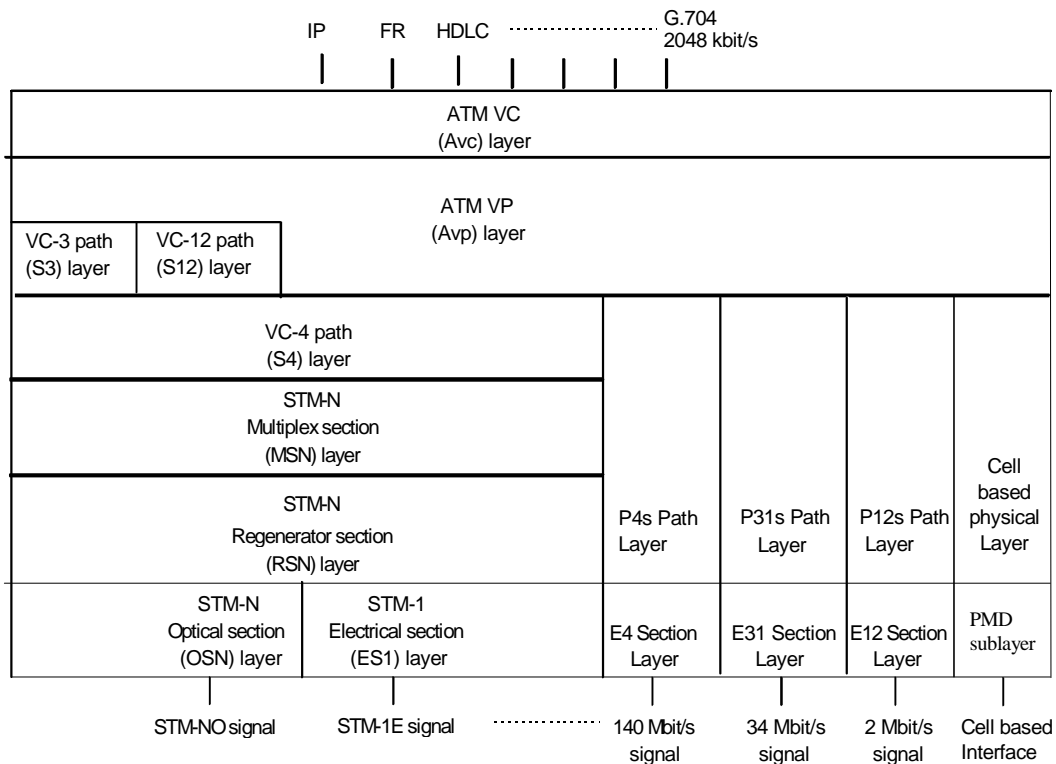 IP
FR
HDLC
G.704
2048 kbit/s
ATM VC
(Avc) layer
ATM VP
(Avp) layer
VC-3 path
(S3) layer
VC-12 path
(S12) layer
VC-4 path
(S4) layer
STM-N
Multiplex section
(MSN) layer
STM-N
Regenerator section
(RSN) layer
P4s Path
Layer
P31s Path
Layer
P12s Path
Layer
Cell
based
physical
Layer
STM-N
Optical section
(OSN) layer
STM-1
Electrical section
(ES1) layer
E4 Section
Layer
E31 Section
Layer
E12 Section
Layer
PMD
sublayer
STM-NO signal
STM-1E signal
140 Mbit/s
signal
34 Mbit/s
signal
2 Mbit/s
signal
Cell based
Interface